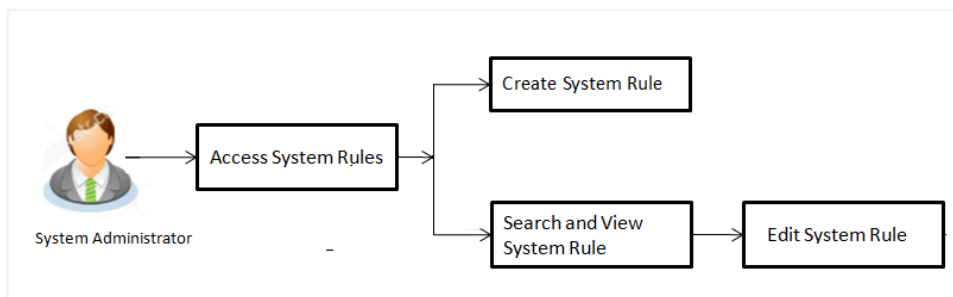 Create System Rule
Access System Rules
System Administrator
Search and View
System Rule
Edit System Rule